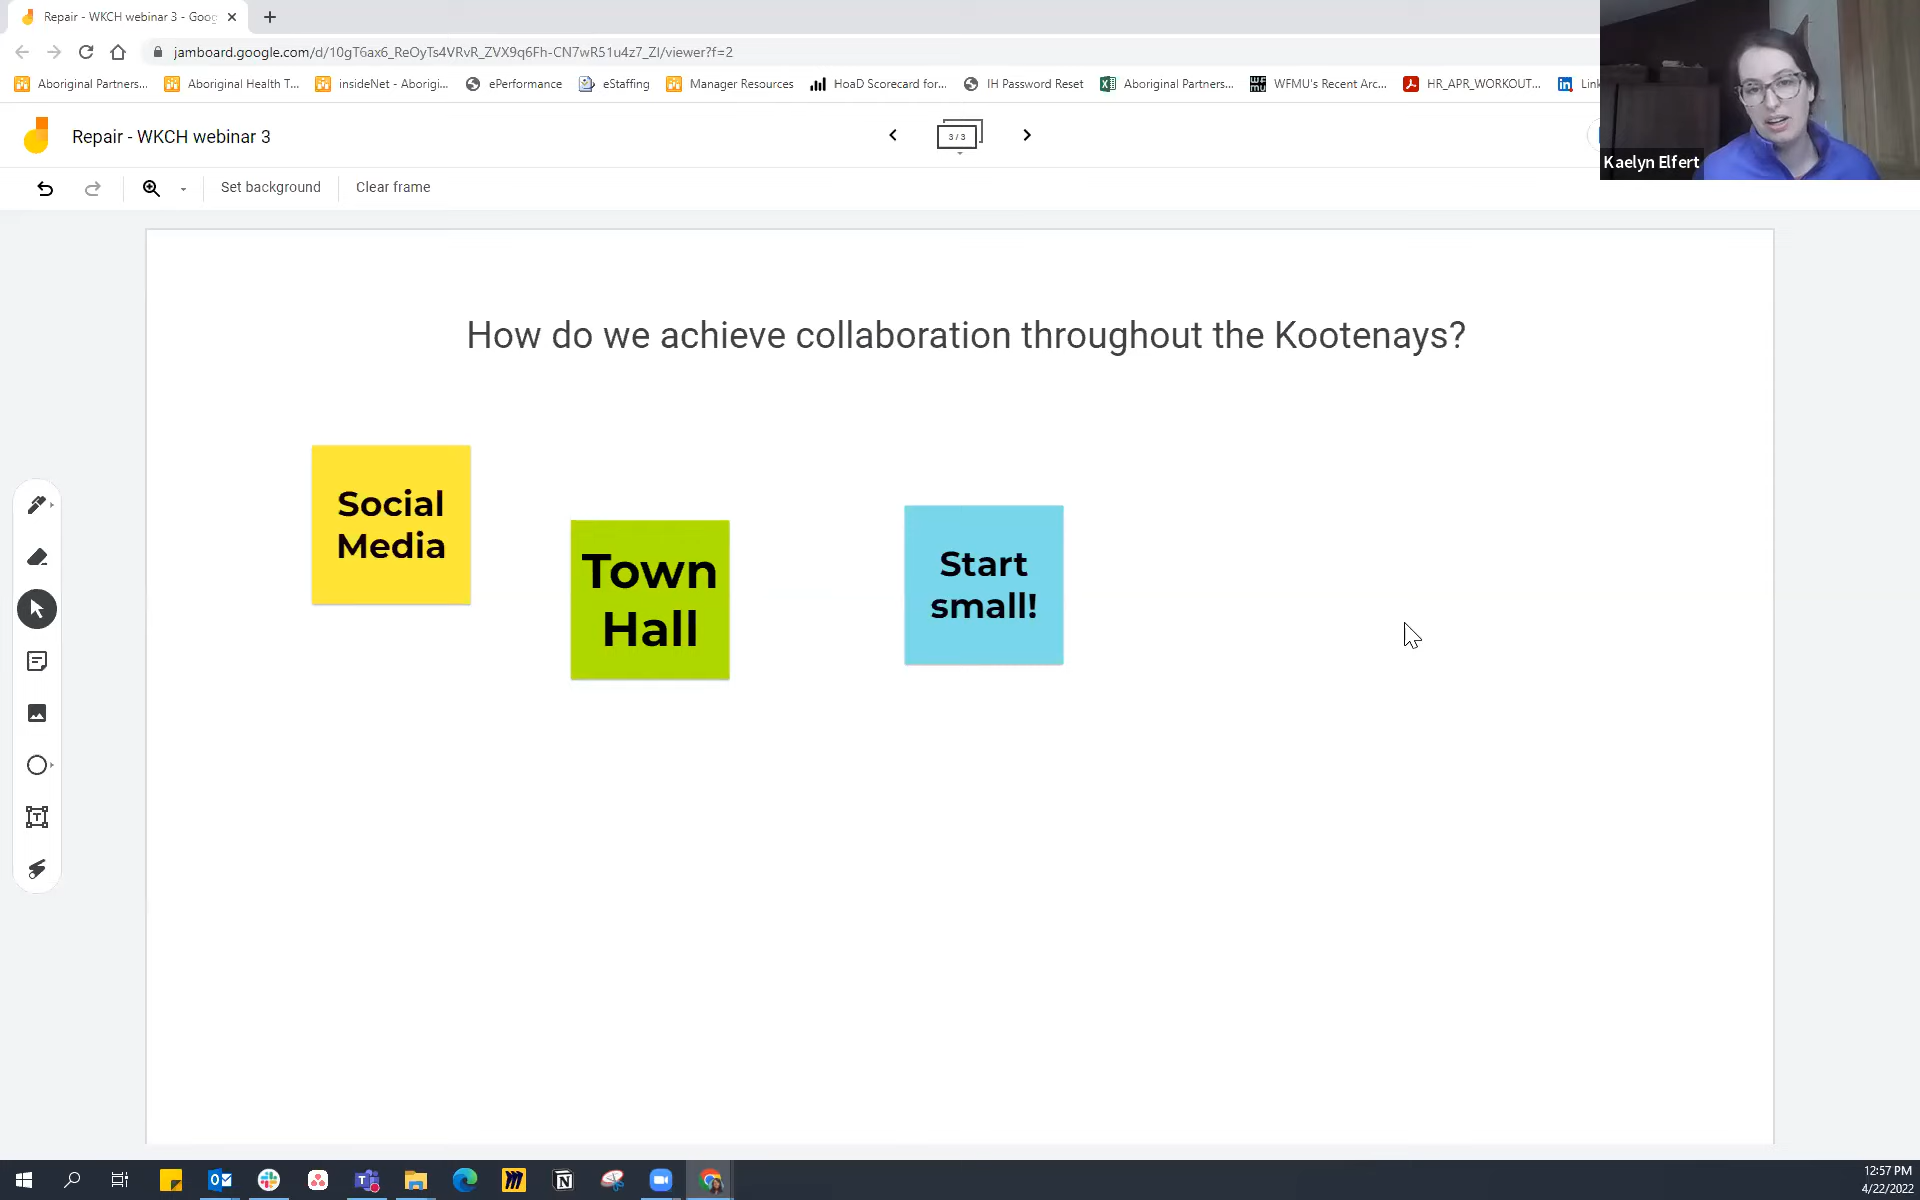 Repair - WKCH webinar 3 - Goog
jamboard.google.com/d/10gT6ax6_ReOyTs4VRvR_ZVX9q6Fh-CN7wR51u4z7_ZI/viewer?f=2
Aboriginal Partners...
Aboriginal Health T...
insideNet - Aborigi...
ePerformance
eStaffing
Manager Resources
HoaD Scorecard for...
IH Password Reset
Aboriginal Partners...
WFMU's Recent Arc...
HR_APR_WORKOUT...
Link
Repair - WKCH webinar 3
3 / 3
Kaelyn Elfert
Set background
Clear frame
How do we achieve collaboration throughout the Kootenays?
Social
Media
Town
Hall
Start
small!
12:57 PM
4/22/2022